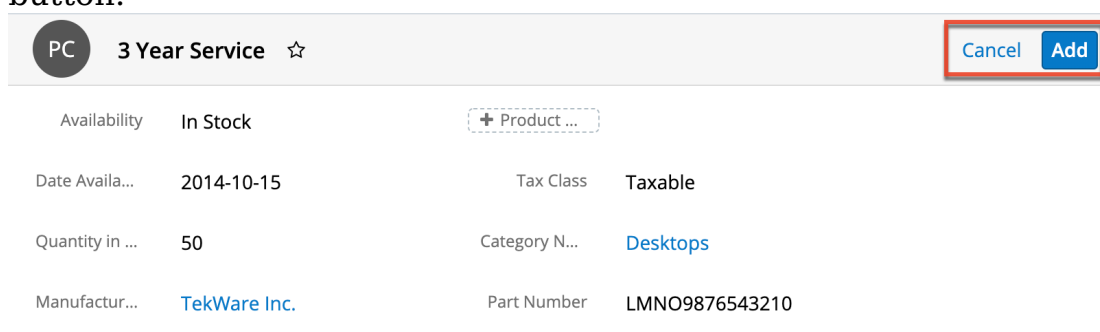 button.
PC 3 Year Service Cancel Add
Availability In Stock + Product ...
Date Availa... 2014-10-15 Tax Class Taxable
Quantity in ... 50 Category N... Desktops
Manufactur... TekWare Inc. Part Number LMNO9876543210